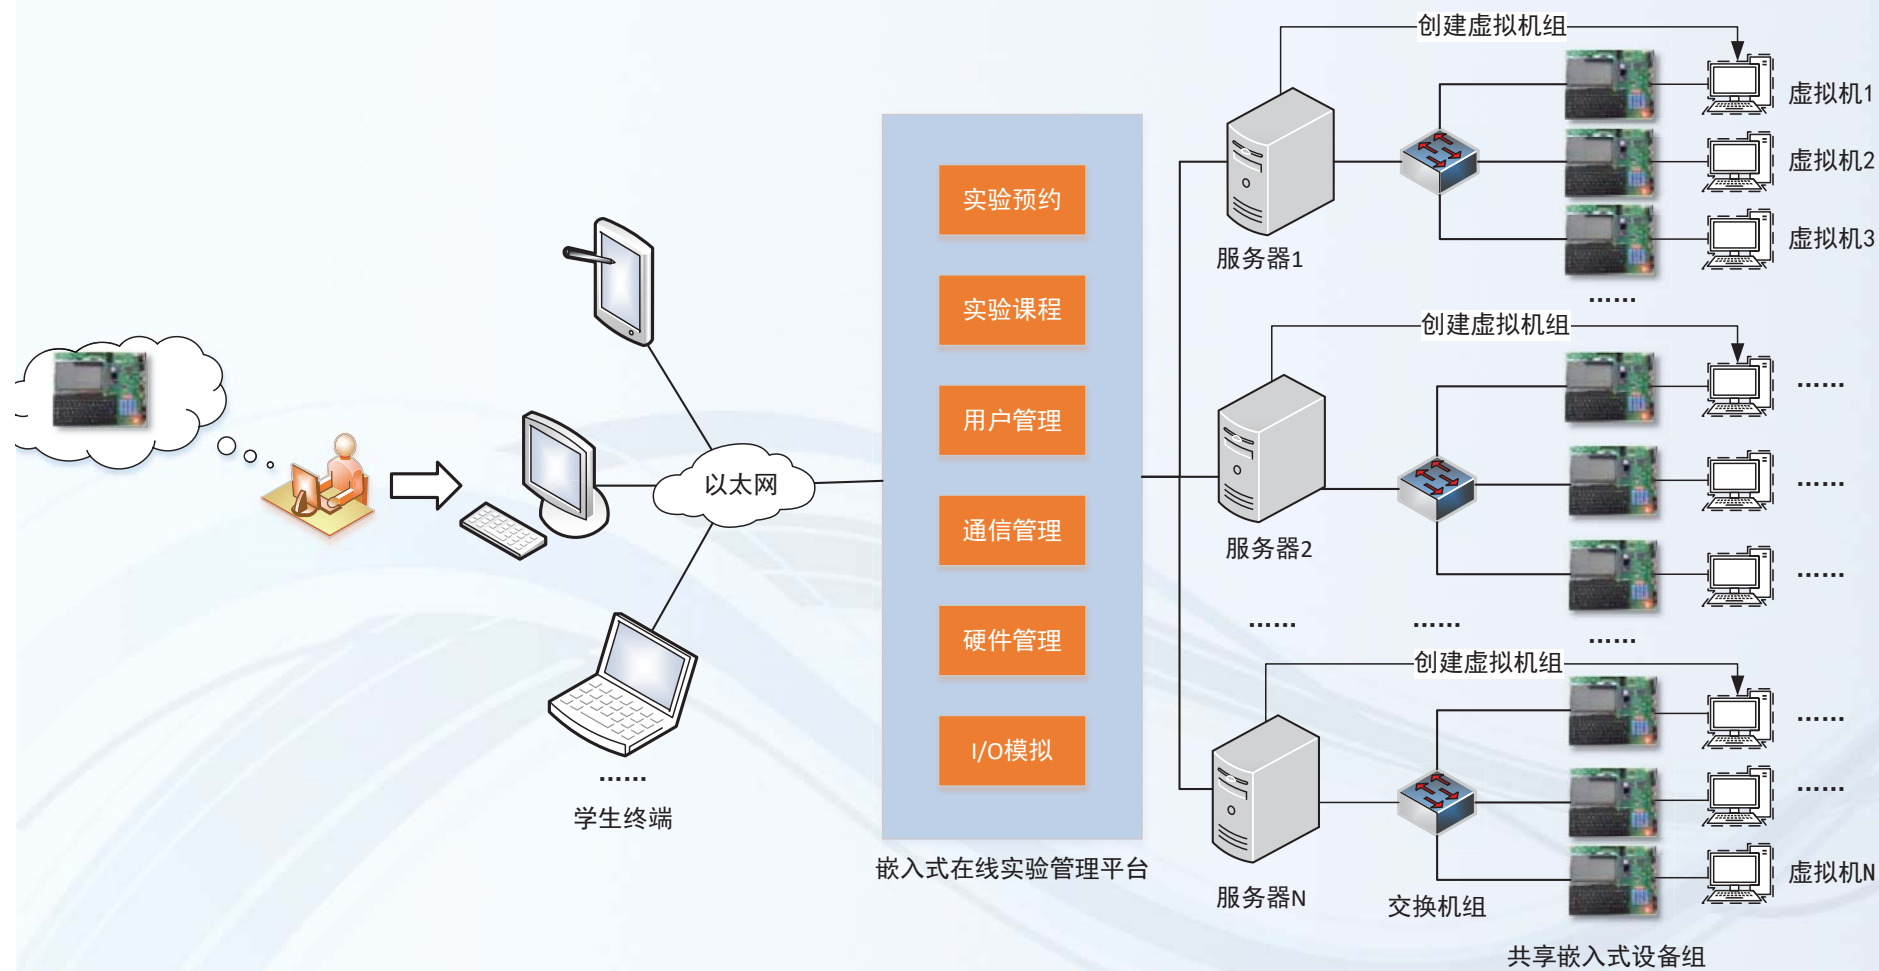 创建虚拟机组
虚拟机1
虚拟机2
虚拟机3
服务器1
……
实验预约
实验课程
用户管理
通信管理
硬件管理
I/O模拟
嵌入式在线实验管理平台
以太网
……
学生终端
创建虚拟机组
……
……
……
服务器2
……
……
……
创建虚拟机组
……
……
虚拟机N
服务器N
交换机组
共享嵌入式设备组